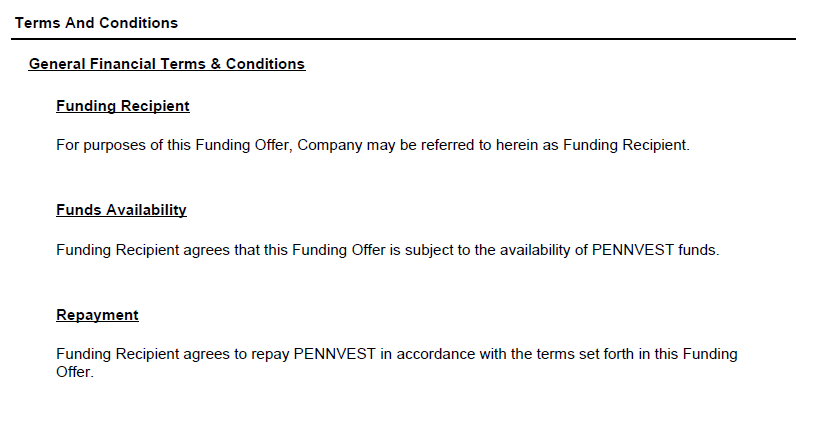 Terms And Conditions
General Financial Terms & Conditions
Funding Recipient
For purposes of this Funding Offer, Company may be referred to herein as Funding Recipient.
Funds Availability
Funding Recipient agrees that this Funding Offer is subject to the availability of PENNVEST funds.
Repayment
Funding Recipient agrees to repay PENNVEST in accordance with the terms set forth in this Funding
Offer.